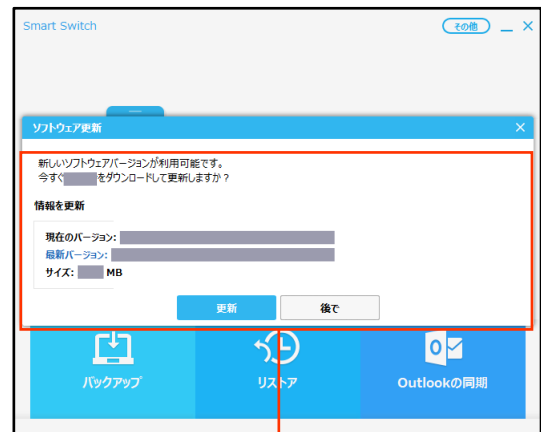 Smart Switch
その他
ソフトウェア更新
新しいソフトウェアバージョンが利用可能です。
今すぐ をダウンロードして更新しますか？
情報を更新
現在のバージョン:
最新バージョン:
サイズ: MB
更新
後で
バックアップ
リストア
Outlookの同期